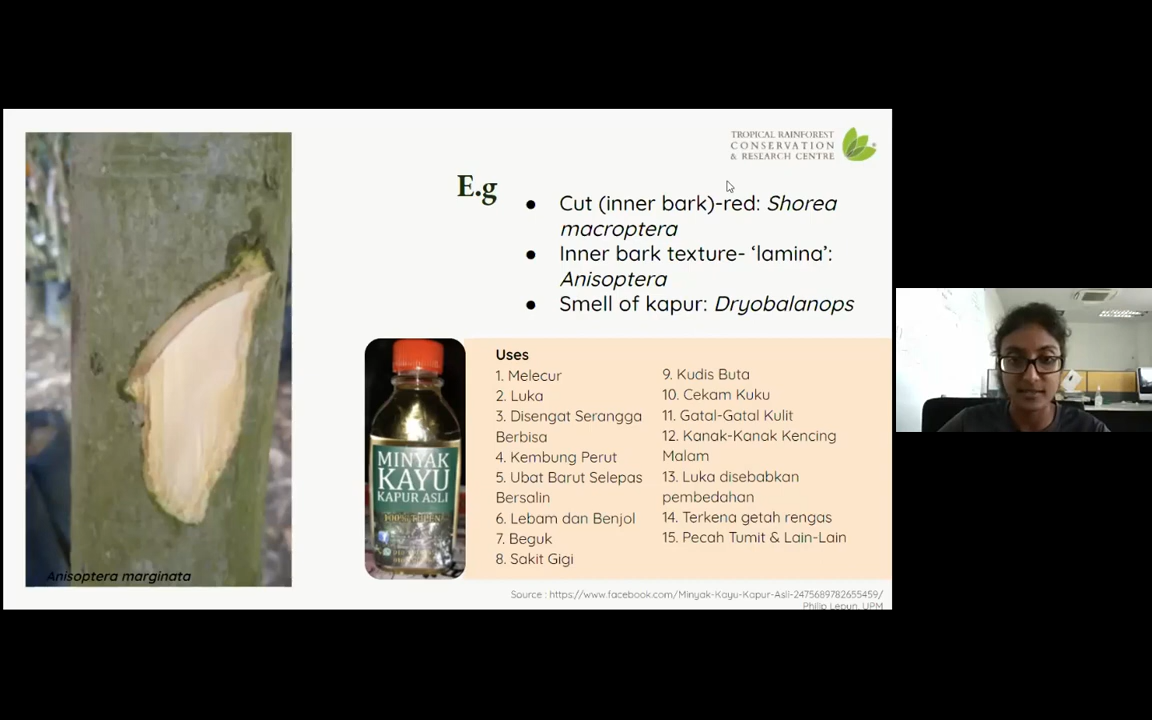 TROPICAL RAINFOREST
CONSERVATION
& RESEARCH CENTRE
E.g
● Cut (inner bark)-red: Shorea
macroptera
● Inner bark texture- ‘lamina’:
Anisoptera
● Smell of kapur: Dryobalanops
Anisoptera marginata
MINYAK
KAYU
KAPUR ASLI
Uses
1. Melecur
2. Luka
3. Disengat Serangga
Berbisa
4. Kembung Perut
5. Ubat Barut Selepas
Bersalin
6. Lebam dan Benjol
7. Beguk
8. Sakit Gigi
9. Kudis Buta
10. Cekam Kuku
11. Gatal-Gatal Kulit
12. Kanak-Kanak Kencing
Malam
13. Luka disebabkan
pembedahan
14. Terkena getah rengas
15. Pecah Tumit & Lain-Lain
Source : https://www.facebook.com/Minyak-Kayu-Kapur-Asli-2475689782655459/
Philip Lepun, UPM